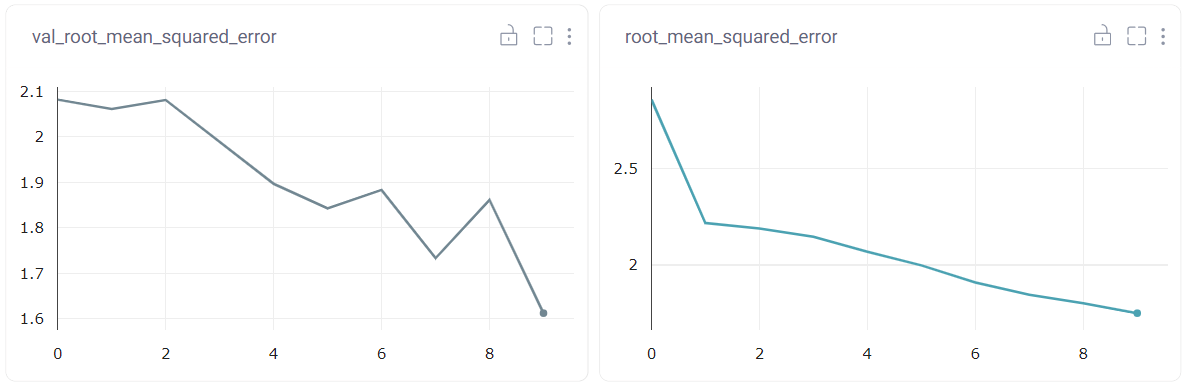 val_root_mean_squared_error
2.1
2
1.9
1.8
1.7
1.6
0 2 4 6 8
root_mean_squared_error
2.5
2
0 2 4 6 8